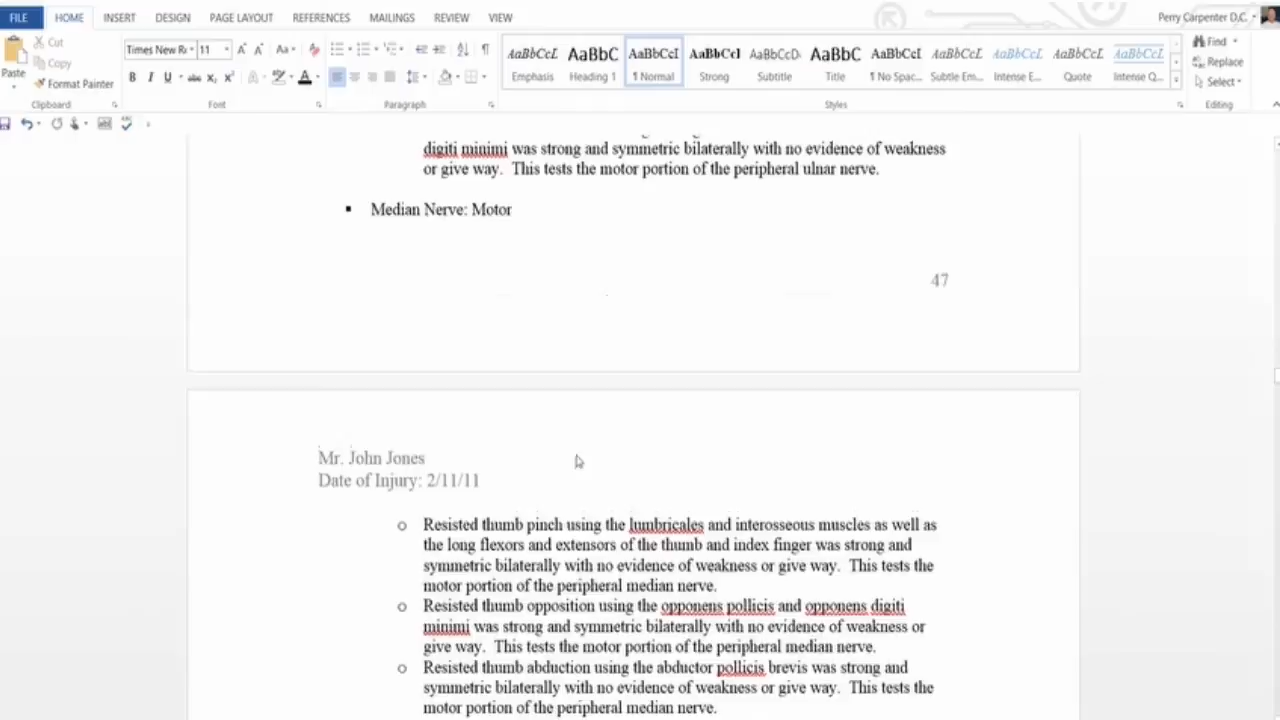 FILE HOME INSERT DESIGN PAGE LAYOUT REFERENCES MAILINGS REVIEW VIEW Perry Carpenter D.C.
Cut
Copy
Paste
Format Painter
Clipboard
Times New Ro 11
Aa
B I U abc X₂ X² A
Font
Paragraph
AaBbCcL AaBbC AaBbCcI AaBbCcl AaBbCcD AaBbC AaBbCcI AaBbCcL AaBbCcL AaBbCcL AaBbCcL
Emphasis Heading 1 ¶ Normal Strong Subtitle Title ¶ No Spac... Subtle Em... Intense E... Quote Intense Q...
Styles
Find
Replace
Select
Editing
digiti minimi was strong and symmetric bilaterally with no evidence of weakness
or give way. This tests the motor portion of the peripheral ulnar nerve.
▪ Median Nerve: Motor
47
Mr. John Jones
Date of Injury: 2/11/11
o Resisted thumb pinch using the lumbricales and interosseous muscles as well as
the long flexors and extensors of the thumb and index finger was strong and
symmetric bilaterally with no evidence of weakness or give way. This tests the
motor portion of the peripheral median nerve.
o Resisted thumb opposition using the opponens pollicis and opponens digiti
minimi was strong and symmetric bilaterally with no evidence of weakness or
give way. This tests the motor portion of the peripheral median nerve.
o Resisted thumb abduction using the abductor pollicis brevis was strong and
symmetric bilaterally with no evidence of weakness or give way. This tests the
motor portion of the peripheral median nerve.